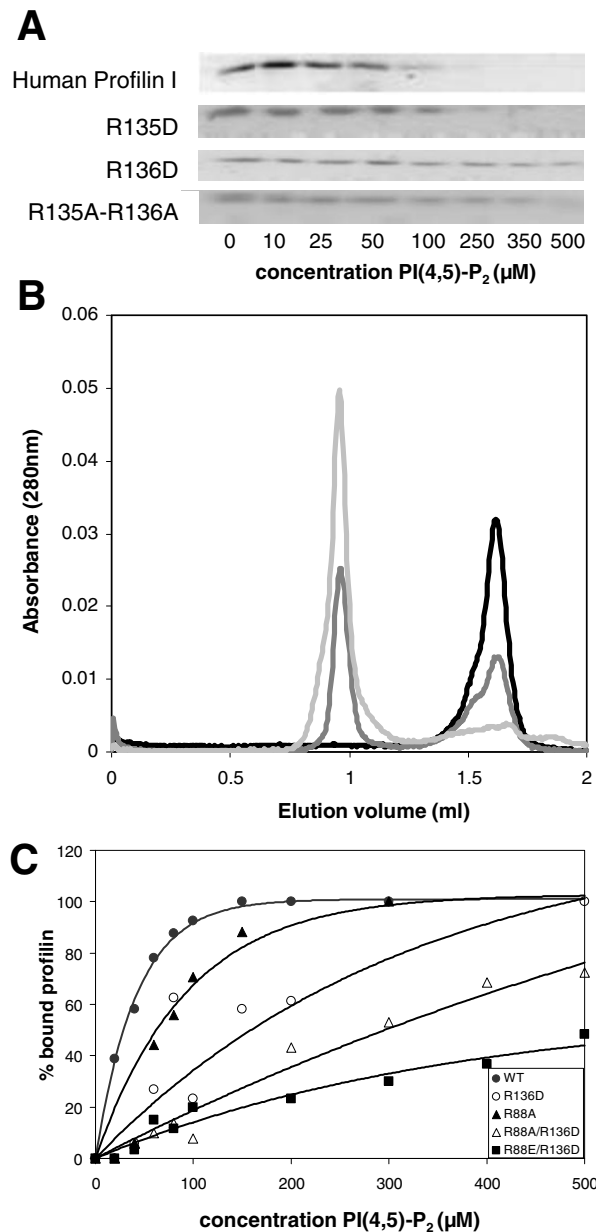 A
Human Profilin I
R135D
R136D
R135A-R136A
0 10 25 50 100 250 350 500
concentration PI(4,5)-P₂ (µM)
B
0.06
0.05
0.04
0.03
0.02
0.01
0
Absorbance (280nm)
0 0.5 1 1.5 2
Elution volume (ml)
C
120
100
80
60
40
20
0
% bound profilin
WT
R136D
R88A
R88A/R136D
R88E/R136D
0 100 200 300 400 500
concentration PI(4,5)-P₂ (µM)